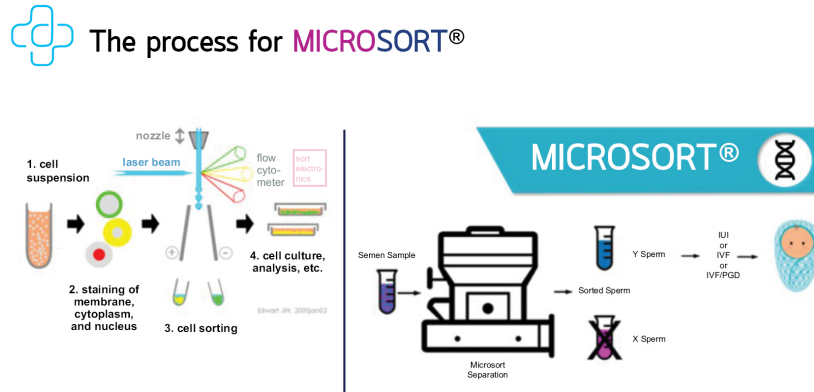 The process for MICROSORT®
nozzle
1. cell
suspension
laser beam
flow
cyto-
meter
sort
electro-
nics
+
−
4. cell culture,
analysis, etc.
2. staining of
membrane,
cytoplasm,
and nucleus
3. cell sorting
Ellwart JW, 2000jan02
MICROSORT®
Semen Sample
Microsort
Separation
Sorted Sperm
Y Sperm
X Sperm
IUI
or
IVF
or
IVF/PGD